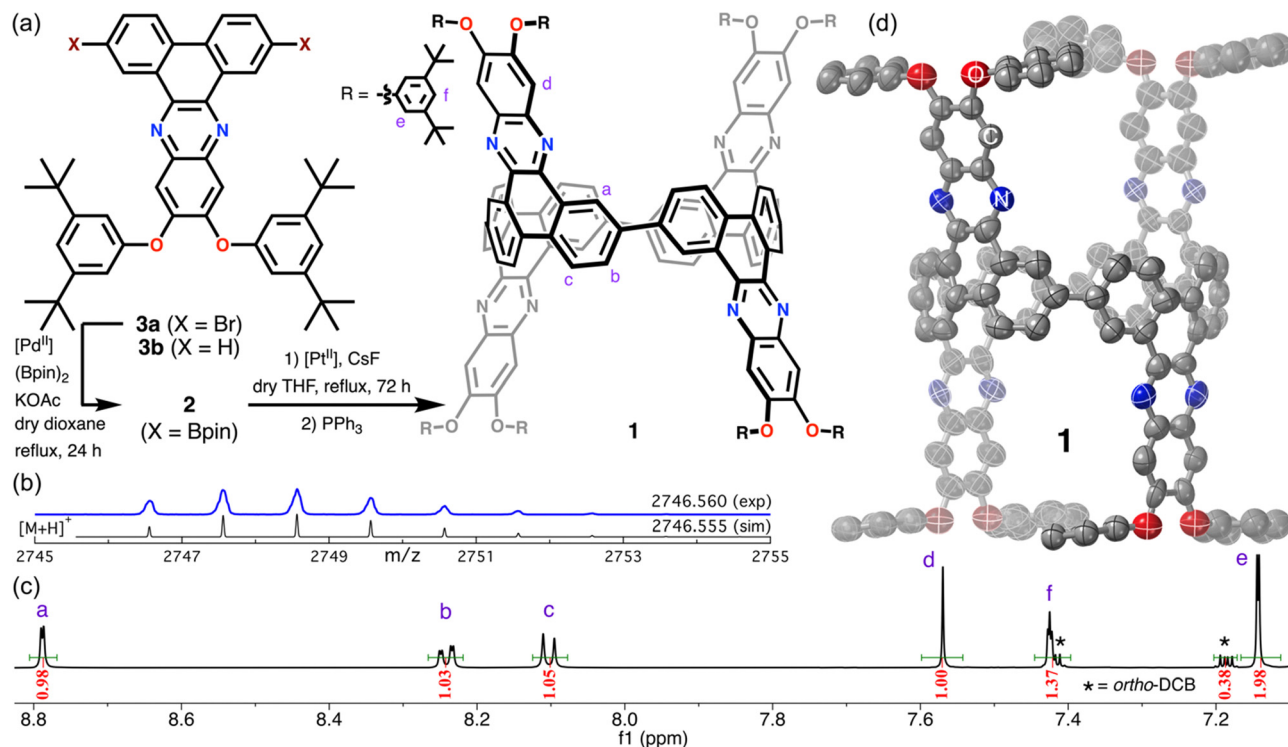 (a)
X
X
N
N
O
O
3a (X = Br)
3b (X = H)
[PdII]
(Bpin)2
KOAc
dry dioxane
reflux, 24 h
2
(X = Bpin)
1) [PtII], CsF
dry THF, reflux, 72 h
2) PPh3
R =
f
e
R
O
O
R
d
N
N
N
N
a
b
c
N
N
N
N
R
O
O
R
1
R
O
O
R
(d)
O
C
N
1
(b)
2746.560 (exp)
[M+H]+
2746.555 (sim)
2745
2747
2749
m/z
2751
2753
2755
(c)
a
b
c
d
f
*
*
e
* = ortho-DCB
0.98
1.03
1.05
1.00
1.37
0.38
1.98
8.8
8.6
8.4
8.2
8.0
7.8
7.6
7.4
7.2
f1 (ppm)